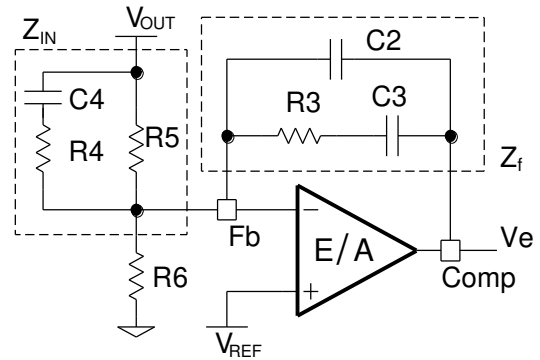 Z_IN
V_OUT
C4
R4
R5
R6
C2
R3
C3
Z_f
Fb
E/A
−
+
V_REF
Comp
Ve